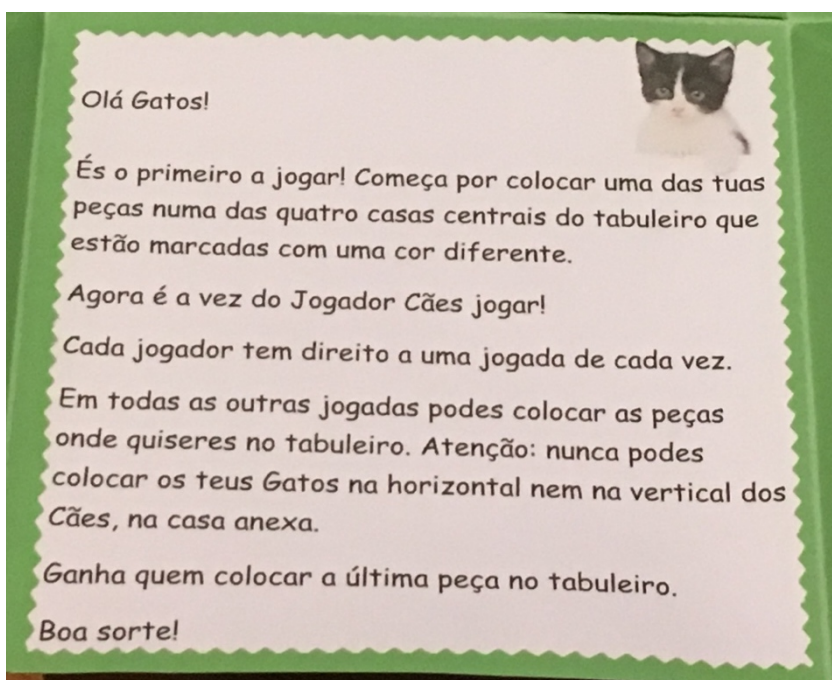 Olá Gatos!
És o primeiro a jogar! Começa por colocar uma das tuas
peças numa das quatro casas centrais do tabuleiro que
estão marcadas com uma cor diferente.
Agora é a vez do Jogador Cães jogar!
Cada jogador tem direito a uma jogada de cada vez.
Em todas as outras jogadas podes colocar as peças
onde quiseres no tabuleiro. Atenção: nunca podes
colocar os teus Gatos na horizontal nem na vertical dos
Cães, na casa anexa.
Ganha quem colocar a última peça no tabuleiro.
Boa sorte!